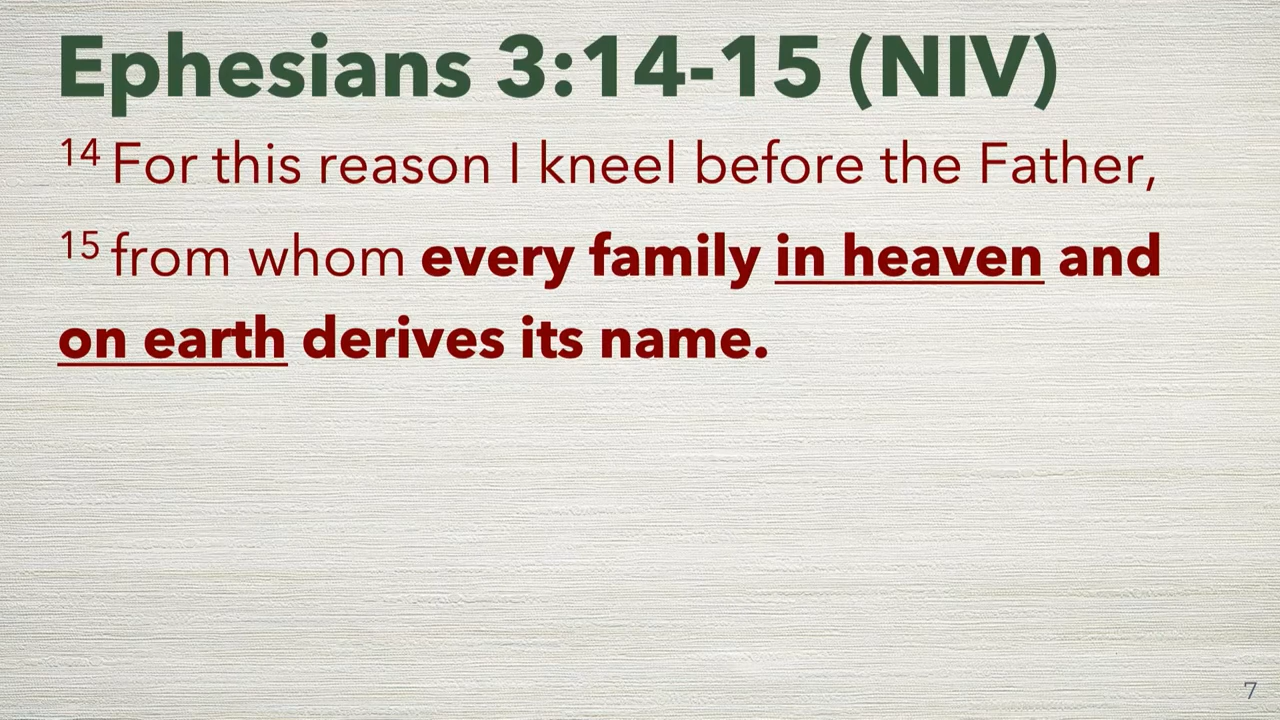 Ephesians 3:14-15 (NIV)
14 For this reason I kneel before the Father,
15 from whom every family in heaven and
on earth derives its name.
7